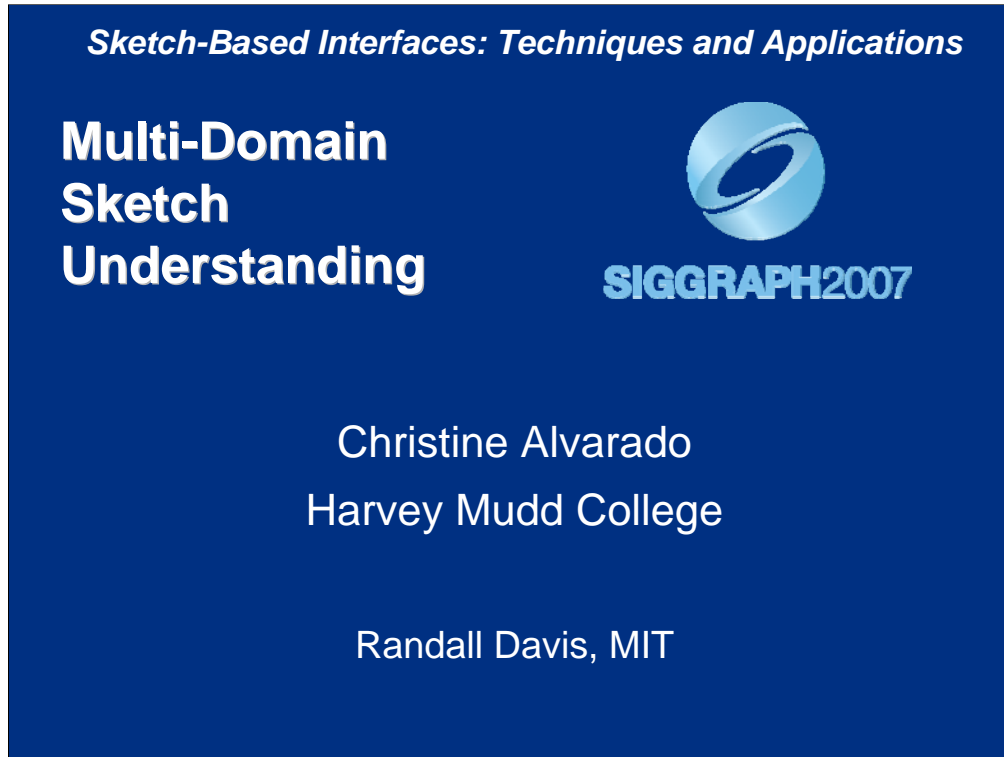 Sketch-Based Interfaces: Techniques and Applications
Multi-Domain
Sketch
Understanding
SIGGRAPH2007
Christine Alvarado
Harvey Mudd College
Randall Davis, MIT